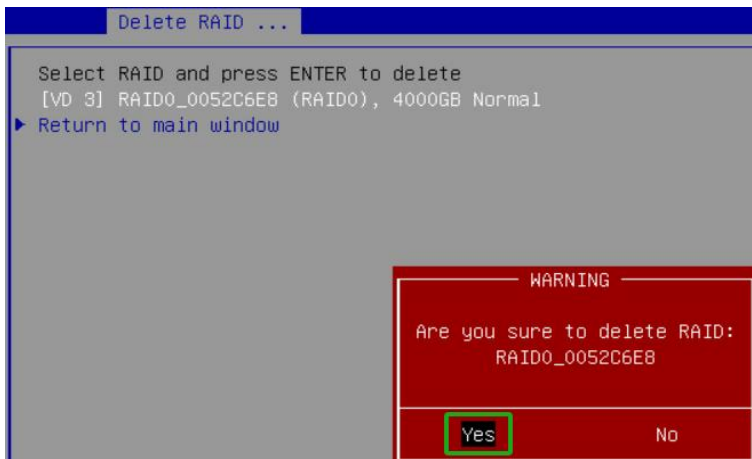 Delete RAID ...
Select RAID and press ENTER to delete
[VD 3] RAID0_0052C6E8 (RAID0), 4000GB Normal
Return to main window
WARNING
Are you sure to delete RAID:
RAID0_0052C6E8
Yes No